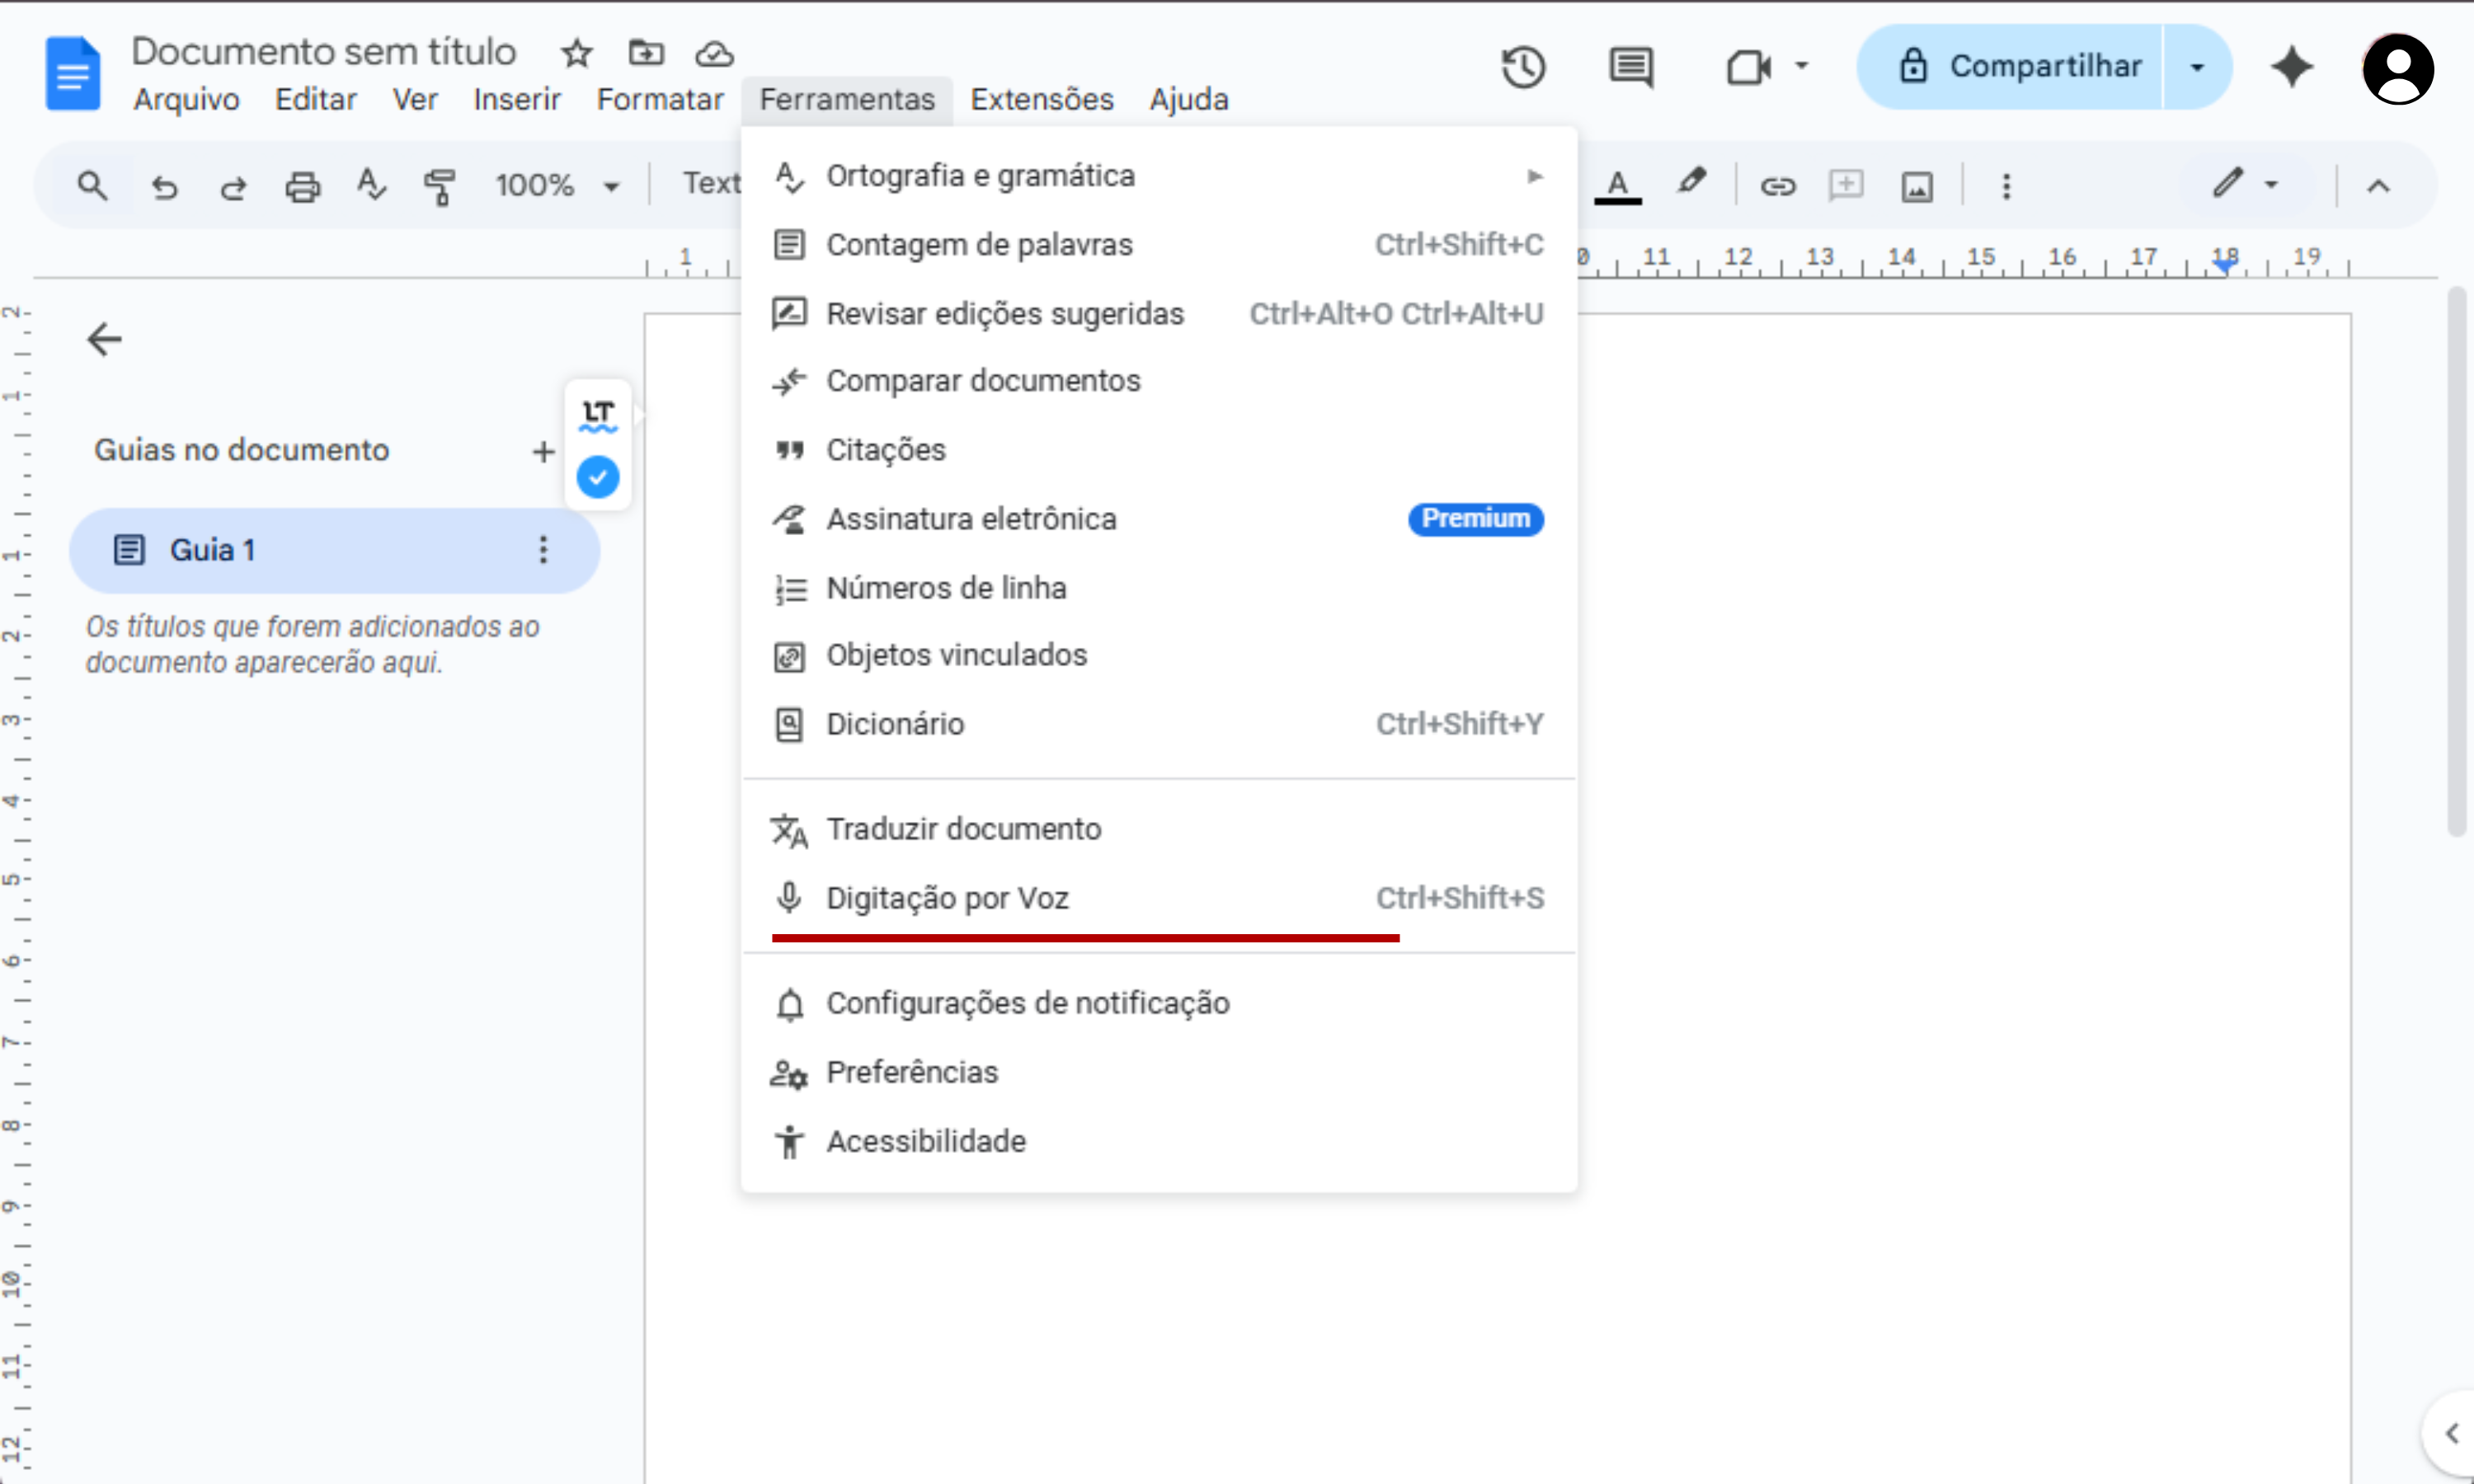 Documento sem título
Arquivo Editar Ver Inserir Formatar Ferramentas Extensões Ajuda
Compartilhar
100% Text
A
Ortografia e gramática
Contagem de palavras Ctrl+Shift+C
Revisar edições sugeridas Ctrl+Alt+O Ctrl+Alt+U
Comparar documentos
Citações
Assinatura eletrônica Premium
Números de linha
Objetos vinculados
Dicionário Ctrl+Shift+Y
Traduzir documento
Digitação por Voz Ctrl+Shift+S
Configurações de notificação
Preferências
Acessibilidade
1 0 11 12 13 14 15 16 17 18 19
Guias no documento
LT
Guia 1
Os títulos que forem adicionados ao
documento aparecerão aqui.
2
1
1
2
3
4
5
6
7
8
9
10
11
12